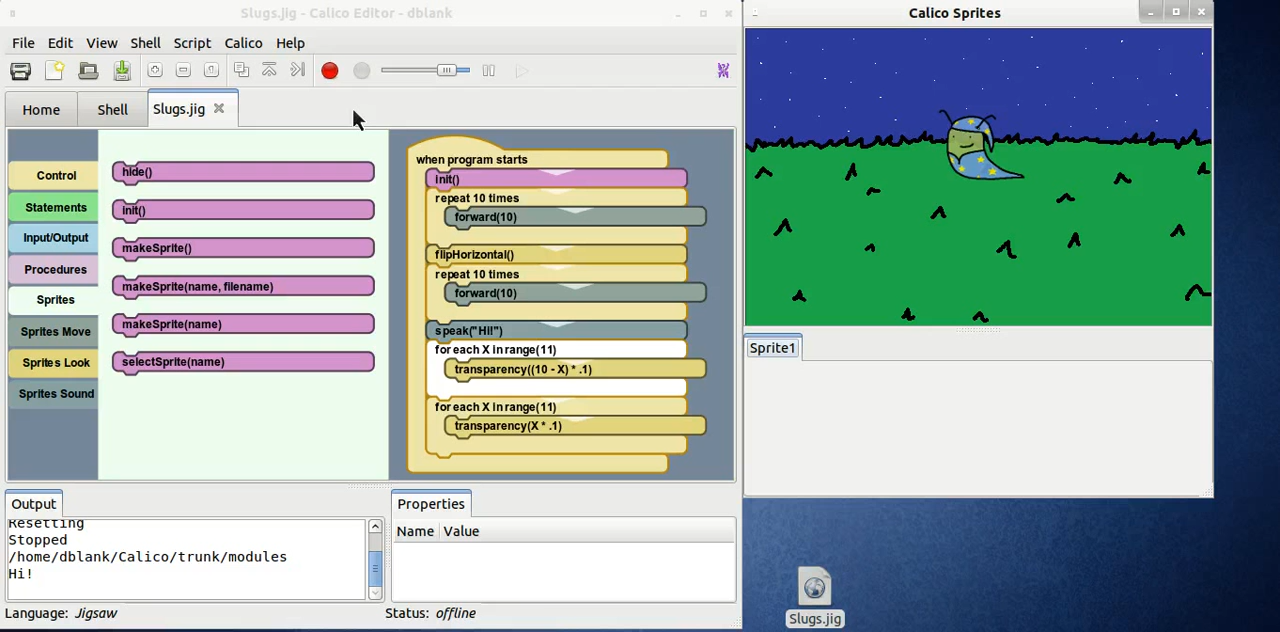 Slugs.jig - Calico Editor - dblank
File Edit View Shell Script Calico Help
Home Shell Slugs.jig
Control
Statements
Input/Output
Procedures
Sprites
Sprites Move
Sprites Look
Sprites Sound
hide()
init()
makeSprite()
makeSprite(name, filename)
makeSprite(name)
selectSprite(name)
when program starts
init()
repeat 10 times
forward(10)
flipHorizontal()
repeat 10 times
forward(10)
speak("Hi!")
for each X in range(11)
transparency((10 - X) * .1)
for each X in range(11)
transparency(X * .1)
Output
Resetting
Stopped
/home/dblank/Calico/trunk/modules
Hi!
Properties
Name Value
Language: Jigsaw
Status: offline
Calico Sprites
Sprite1
Slugs.jig